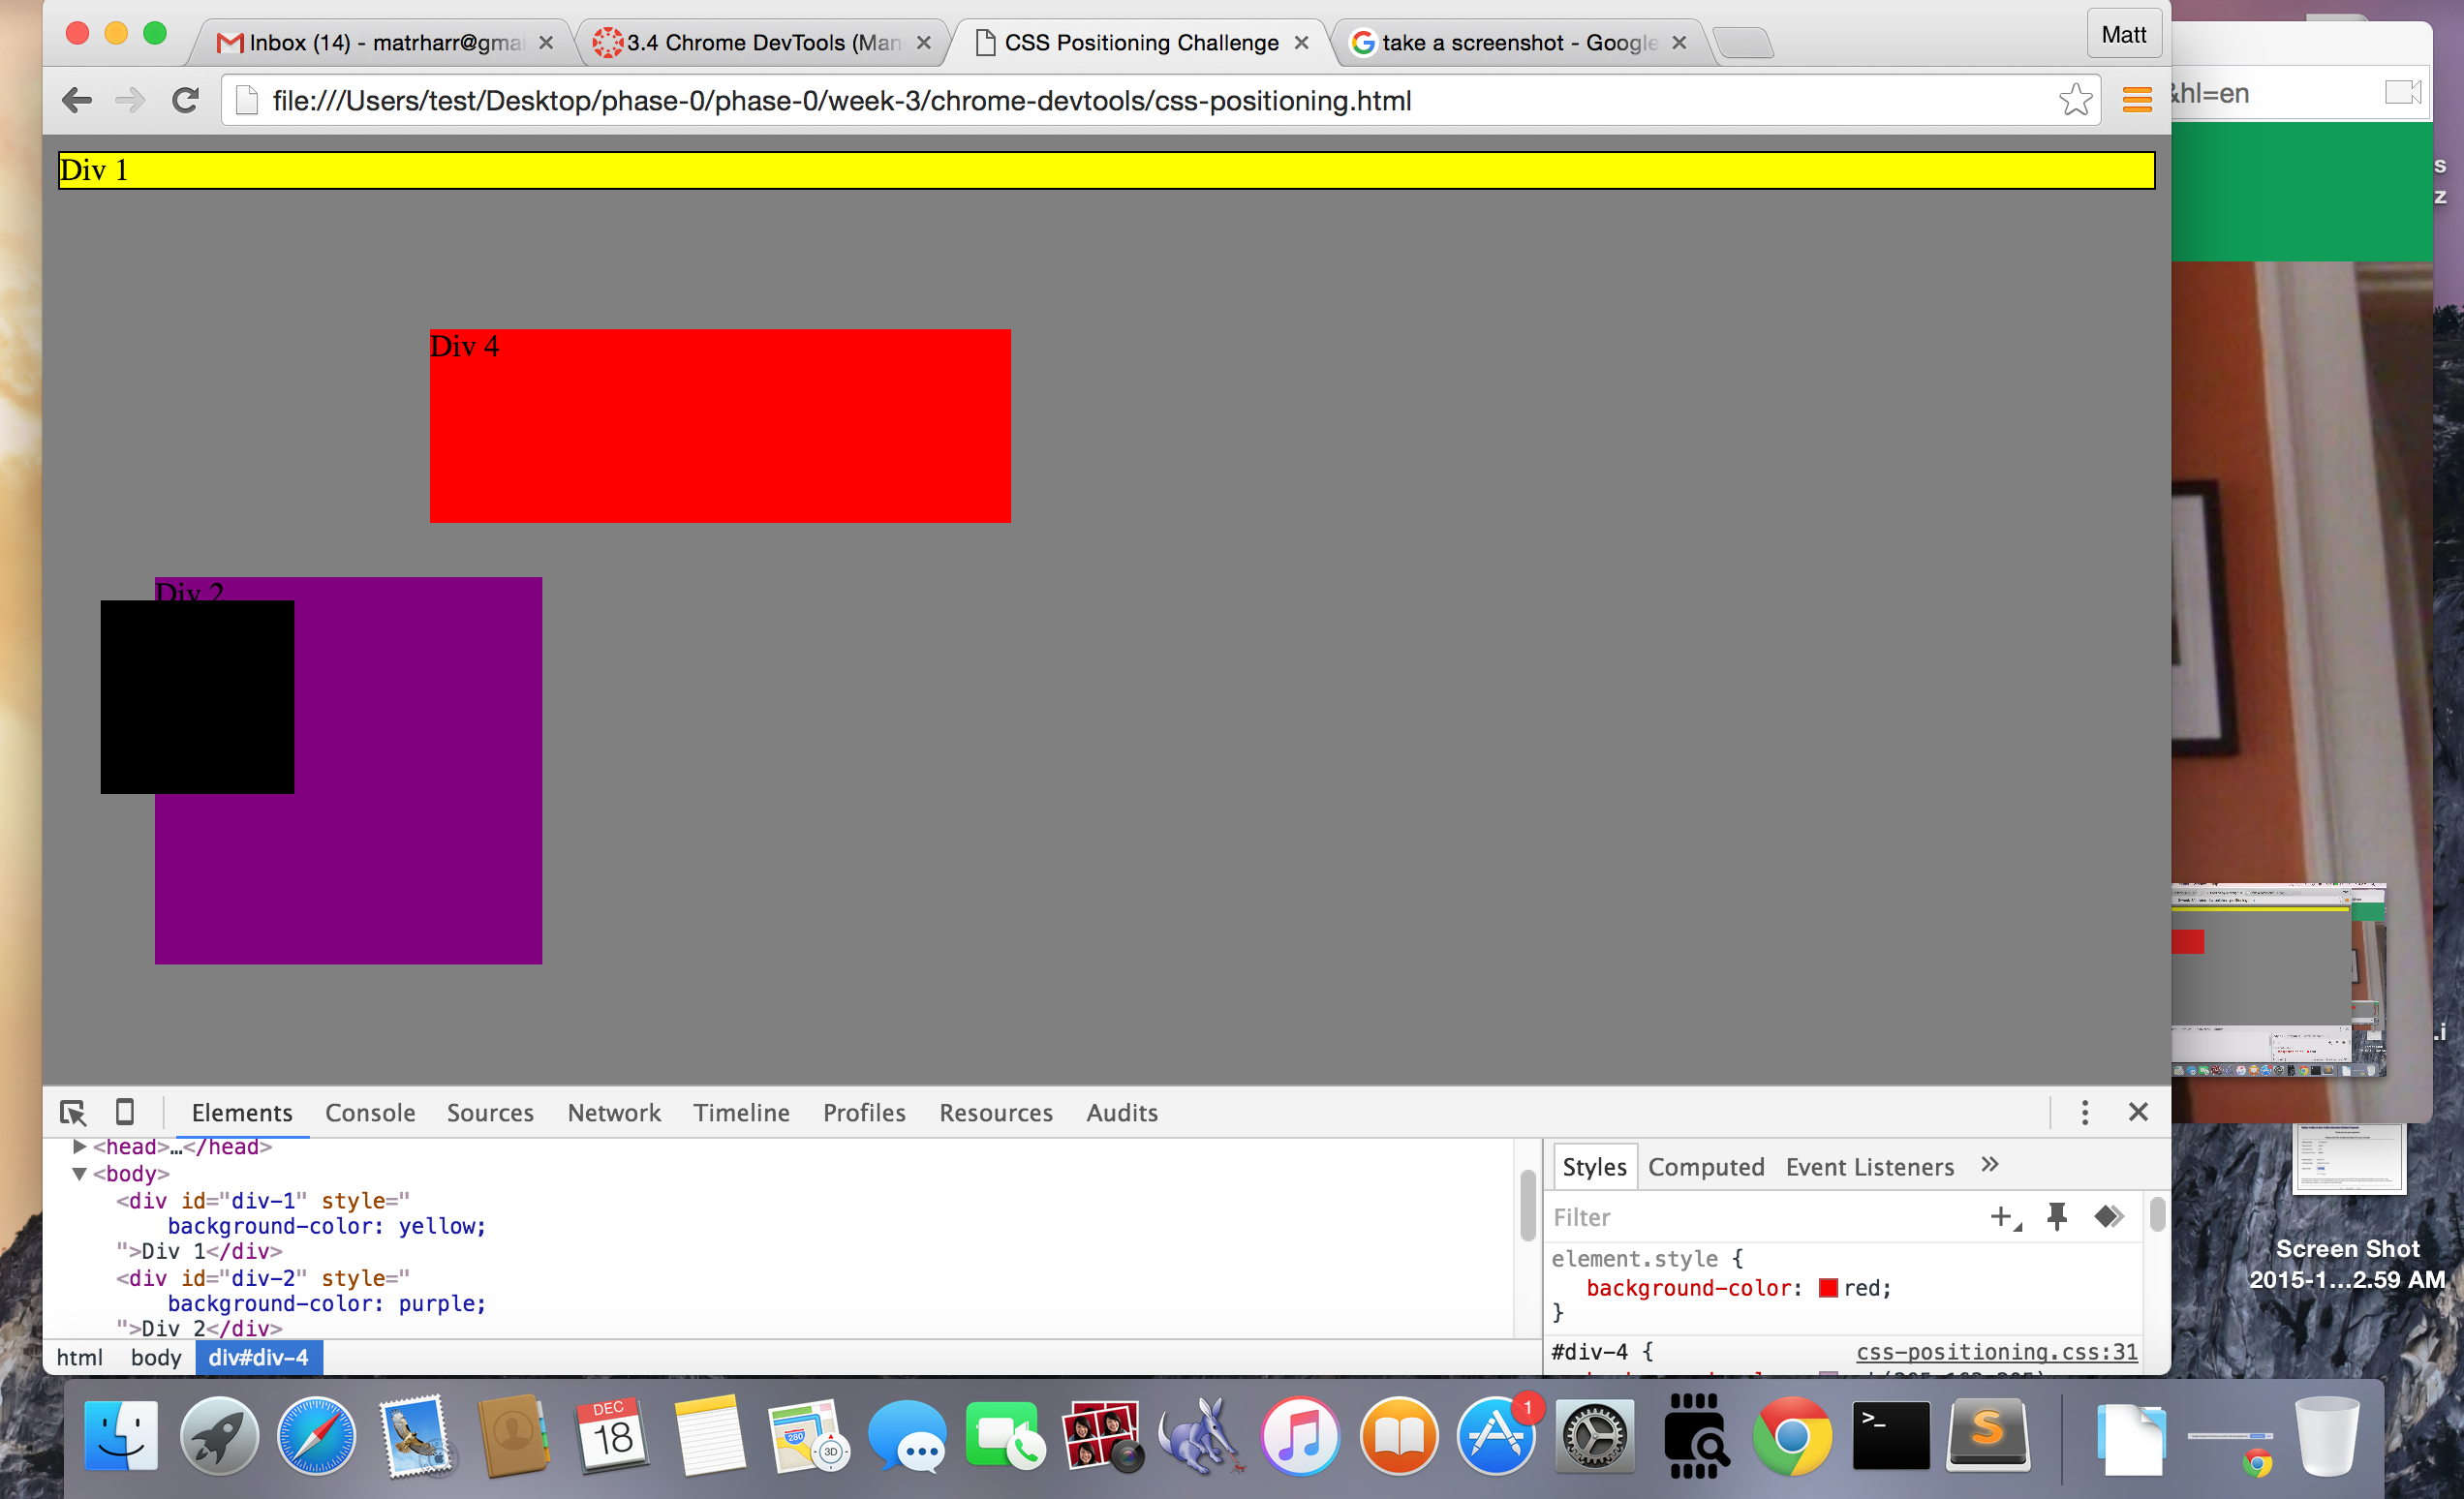 Inbox (14) - matrharr@gmai
3.4 Chrome DevTools (Man
CSS Positioning Challenge
take a screenshot - Google
Matt
file:///Users/test/Desktop/phase-0/phase-0/week-3/chrome-devtools/css-positioning.html
&hl=en
Div 1
s
z
Div 4
Div 2
.i
Elements Console Sources Network Timeline Profiles Resources Audits
<head>…</head>
<body>
<div id="div-1" style="
background-color: yellow;
">Div 1</div>
<div id="div-2" style="
background-color: purple;
">Div 2</div>
html body div#div-4
Styles Computed Event Listeners »
Filter
element.style {
background-color: red;
}
#div-4 { css-positioning.css:31
Screen Shot
2015-1...2.59 AM
DEC
18
280
3D
1
>_
S